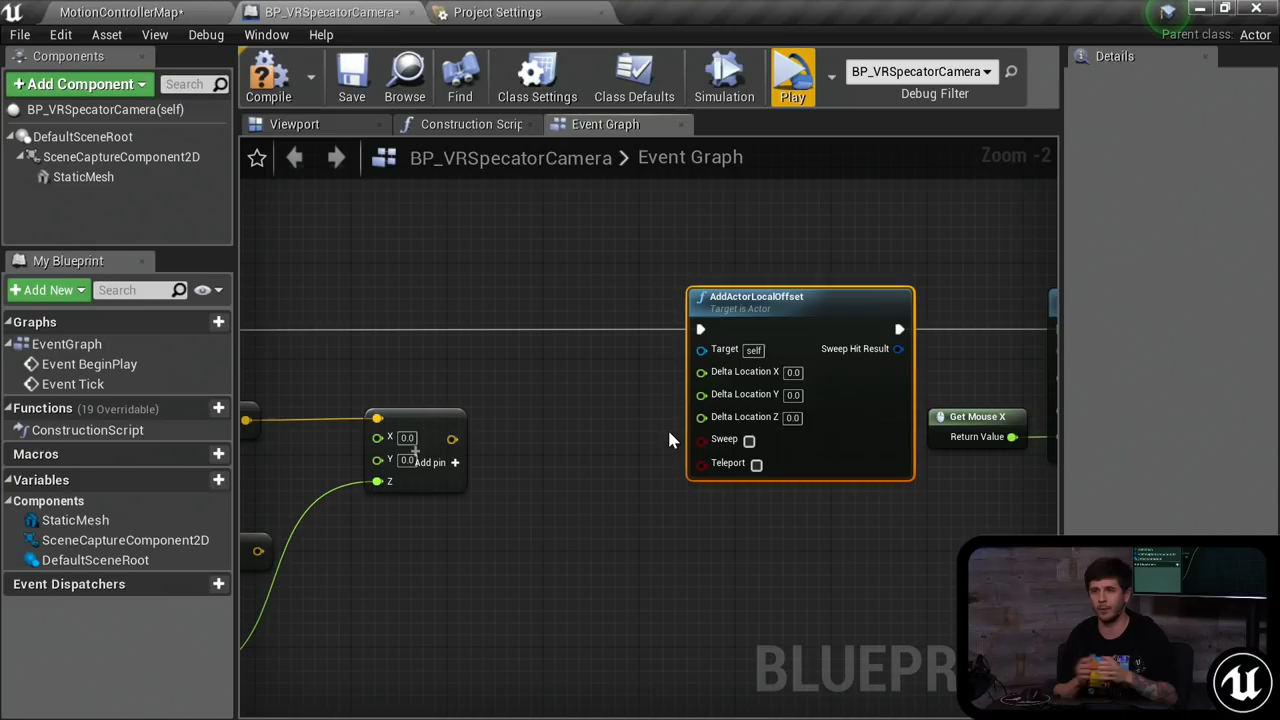 MotionControllerMap*
BP_VRSpecatorCamera*
Project Settings
File
Edit
Asset
View
Debug
Window
Help
Parent class: Actor
Components
+ Add Component
Search
BP_VRSpecatorCamera(self)
DefaultSceneRoot
SceneCaptureComponent2D
StaticMesh
My Blueprint
+ Add New
Search
Graphs
EventGraph
Event BeginPlay
Event Tick
Functions (19 Overridable)
ConstructionScript
Macros
Variables
Components
StaticMesh
SceneCaptureComponent2D
DefaultSceneRoot
Event Dispatchers
Compile
Save
Browse
Find
Class Settings
Class Defaults
Simulation
Play
BP_VRSpecatorCamera
Debug Filter
Viewport
Construction Scrip
Event Graph
BP_VRSpecatorCamera > Event Graph
Zoom -2
X 0.0
Y 0.0
Add pin +
Z
AddActorLocalOffset
Target is Actor
Target self
Sweep Hit Result
Delta Location X 0.0
Delta Location Y 0.0
Delta Location Z 0.0
Sweep
Teleport
Get Mouse X
Return Value
BLUEPR
Details